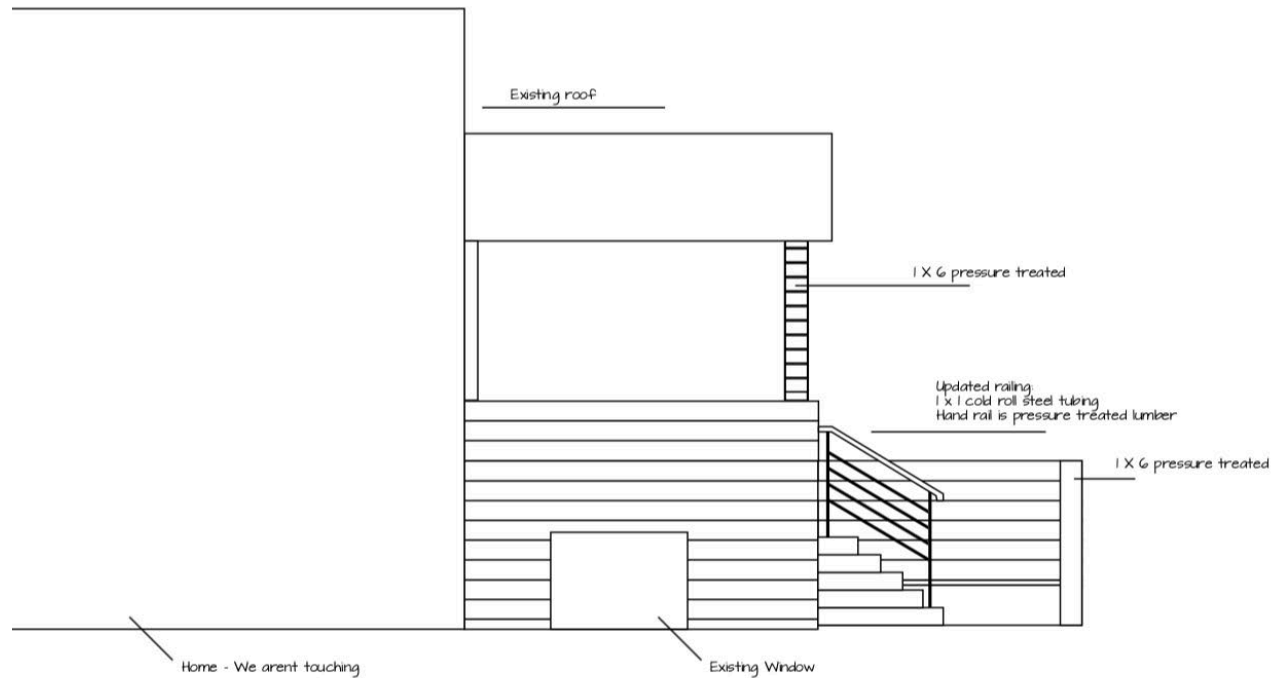 Existing roof
1 X 6 pressure treated
Updated railing:
1 x 1 cold roll steel tubing
Hand rail is pressure treated lumber
1 X 6 pressure treated
Home - We arent touching
Existing Window